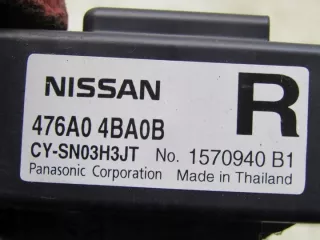 NISSAN R
476A0 4BA0B
CY-SN03H3JT No. 1570940 B1
Panasonic Corporation Made in Thailand